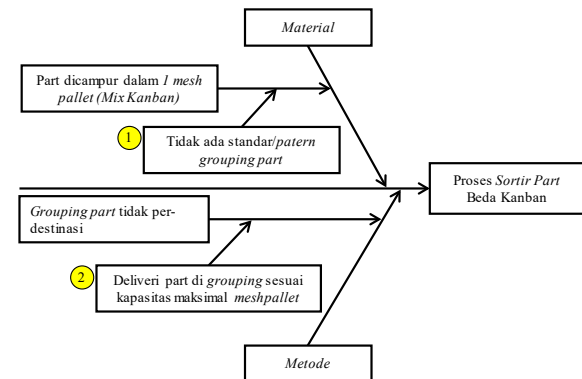 Material
Part dicampur dalam 1 mesh
pallet (Mix Kanban)
1
Tidak ada standar/patern
grouping part
Proses Sortir Part
Beda Kanban
Grouping part tidak per-
destinasi
2
Deliveri part di grouping sesuai
kapasitas maksimal meshpallet
Metode